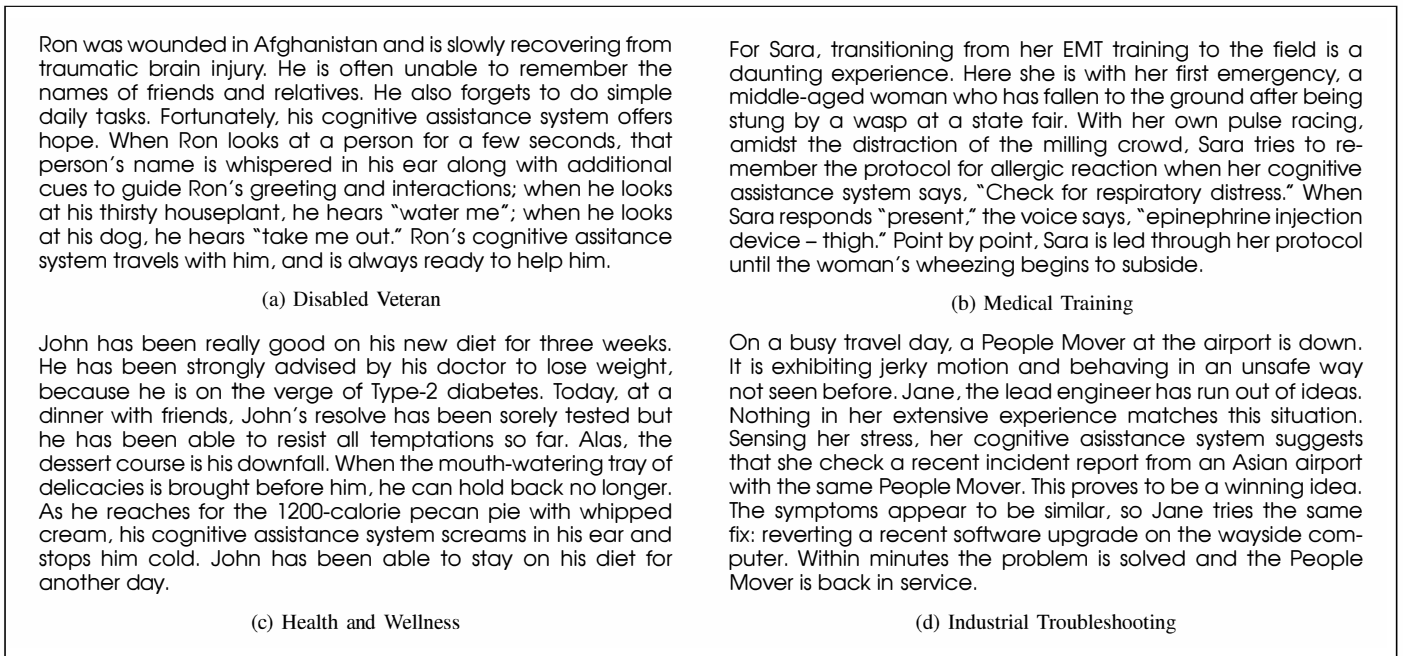 Ron was wounded in Afghanistan and is slowly recovering from
traumatic brain injury. He is often unable to remember the
names of friends and relatives. He also forgets to do simple
daily tasks. Fortunately, his cognitive assistance system offers
hope. When Ron looks at a person for a few seconds, that
person's name is whispered in his ear along with additional
cues to guide Ron's greeting and interactions; when he looks
at his thirsty houseplant, he hears "water me"; when he looks
at his dog, he hears "take me out." Ron's cognitive assitance
system travels with him, and is always ready to help him.
(a) Disabled Veteran
For Sara, transitioning from her EMT training to the field is a
daunting experience. Here she is with her first emergency, a
middle-aged woman who has fallen to the ground after being
stung by a wasp at a state fair. With her own pulse racing,
amidst the distraction of the milling crowd, Sara tries to re-
member the protocol for allergic reaction when her cognitive
assistance system says, "Check for respiratory distress." When
Sara responds "present," the voice says, "epinephrine injection
device – thigh." Point by point, Sara is led through her protocol
until the woman's wheezing begins to subside.
(b) Medical Training
John has been really good on his new diet for three weeks.
He has been strongly advised by his doctor to lose weight,
because he is on the verge of Type-2 diabetes. Today, at a
dinner with friends, John's resolve has been sorely tested but
he has been able to resist all temptations so far. Alas, the
dessert course is his downfall. When the mouth-watering tray of
delicacies is brought before him, he can hold back no longer.
As he reaches for the 1200-calorie pecan pie with whipped
cream, his cognitive assistance system screams in his ear and
stops him cold. John has been able to stay on his diet for
another day.
(c) Health and Wellness
On a busy travel day, a People Mover at the airport is down.
It is exhibiting jerky motion and behaving in an unsafe way
not seen before. Jane, the lead engineer has run out of ideas.
Nothing in her extensive experience matches this situation.
Sensing her stress, her cognitive asisstance system suggests
that she check a recent incident report from an Asian airport
with the same People Mover. This proves to be a winning idea.
The symptoms appear to be similar, so Jane tries the same
fix: reverting a recent software upgrade on the wayside com-
puter. Within minutes the problem is solved and the People
Mover is back in service.
(d) Industrial Troubleshooting